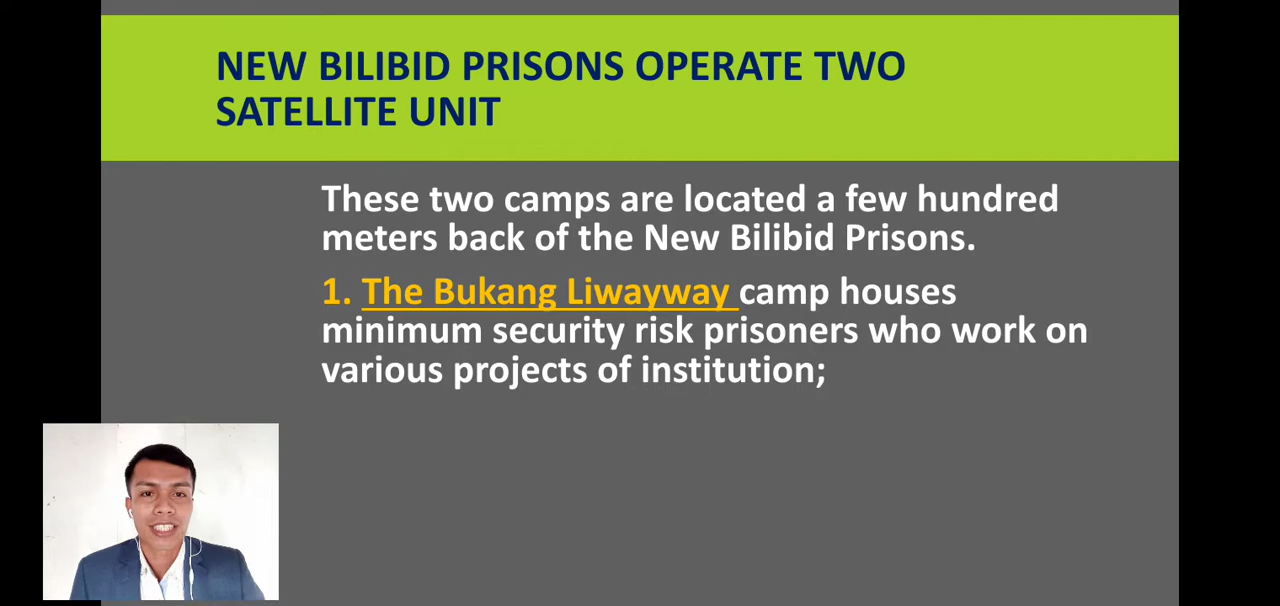 NEW BILIBID PRISONS OPERATE TWO
SATELLITE UNIT
These two camps are located a few hundred
meters back of the New Bilibid Prisons.
1. The Bukang Liwayway camp houses
minimum security risk prisoners who work on
various projects of institution;